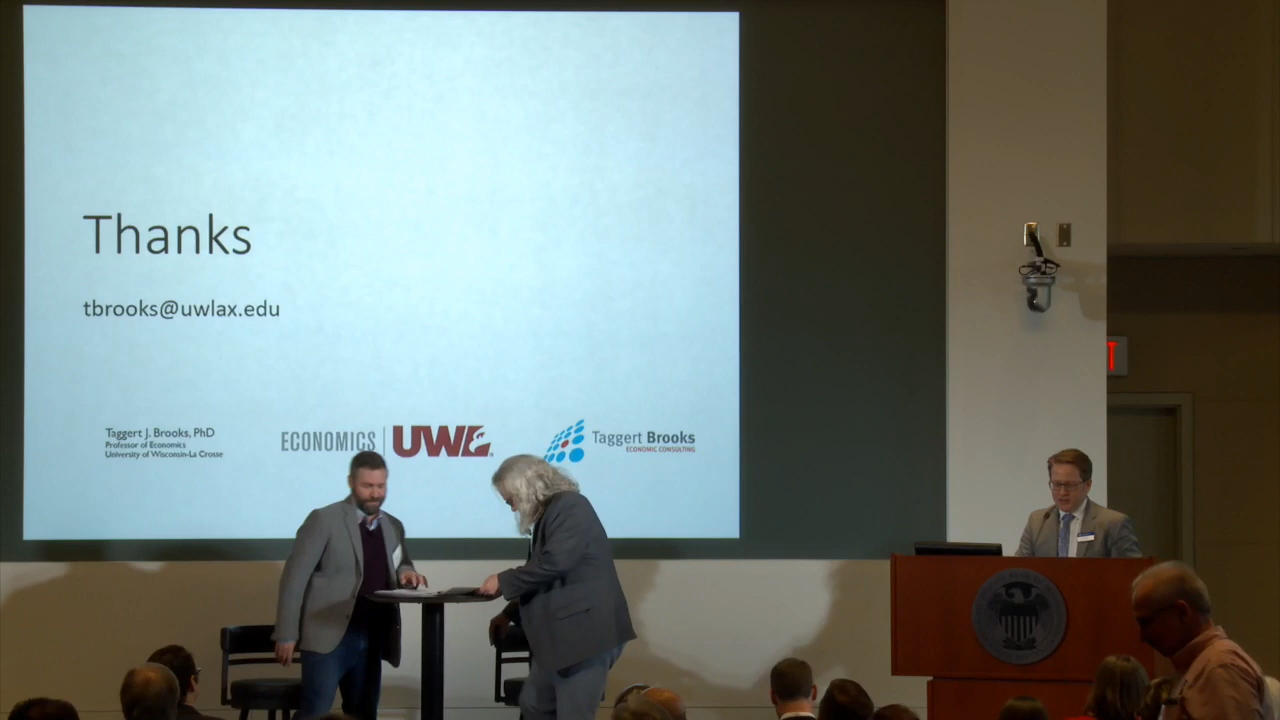 Thanks
tbrooks@uwlax.edu
Taggert J. Brooks, PhD
Professor of Economics
University of Wisconsin-La Crosse
ECONOMICS
UWL
Taggert Brooks
ECONOMIC CONSULTING